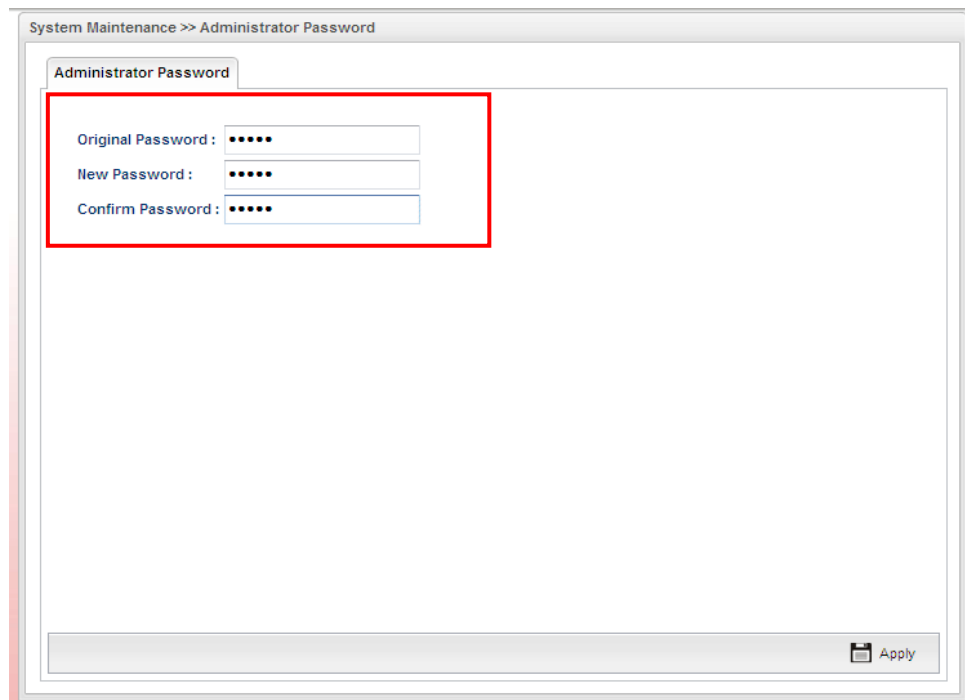 System Maintenance >> Administrator Password
Administrator Password
Original Password : •••••
New Password : •••••
Confirm Password : •••••
Apply